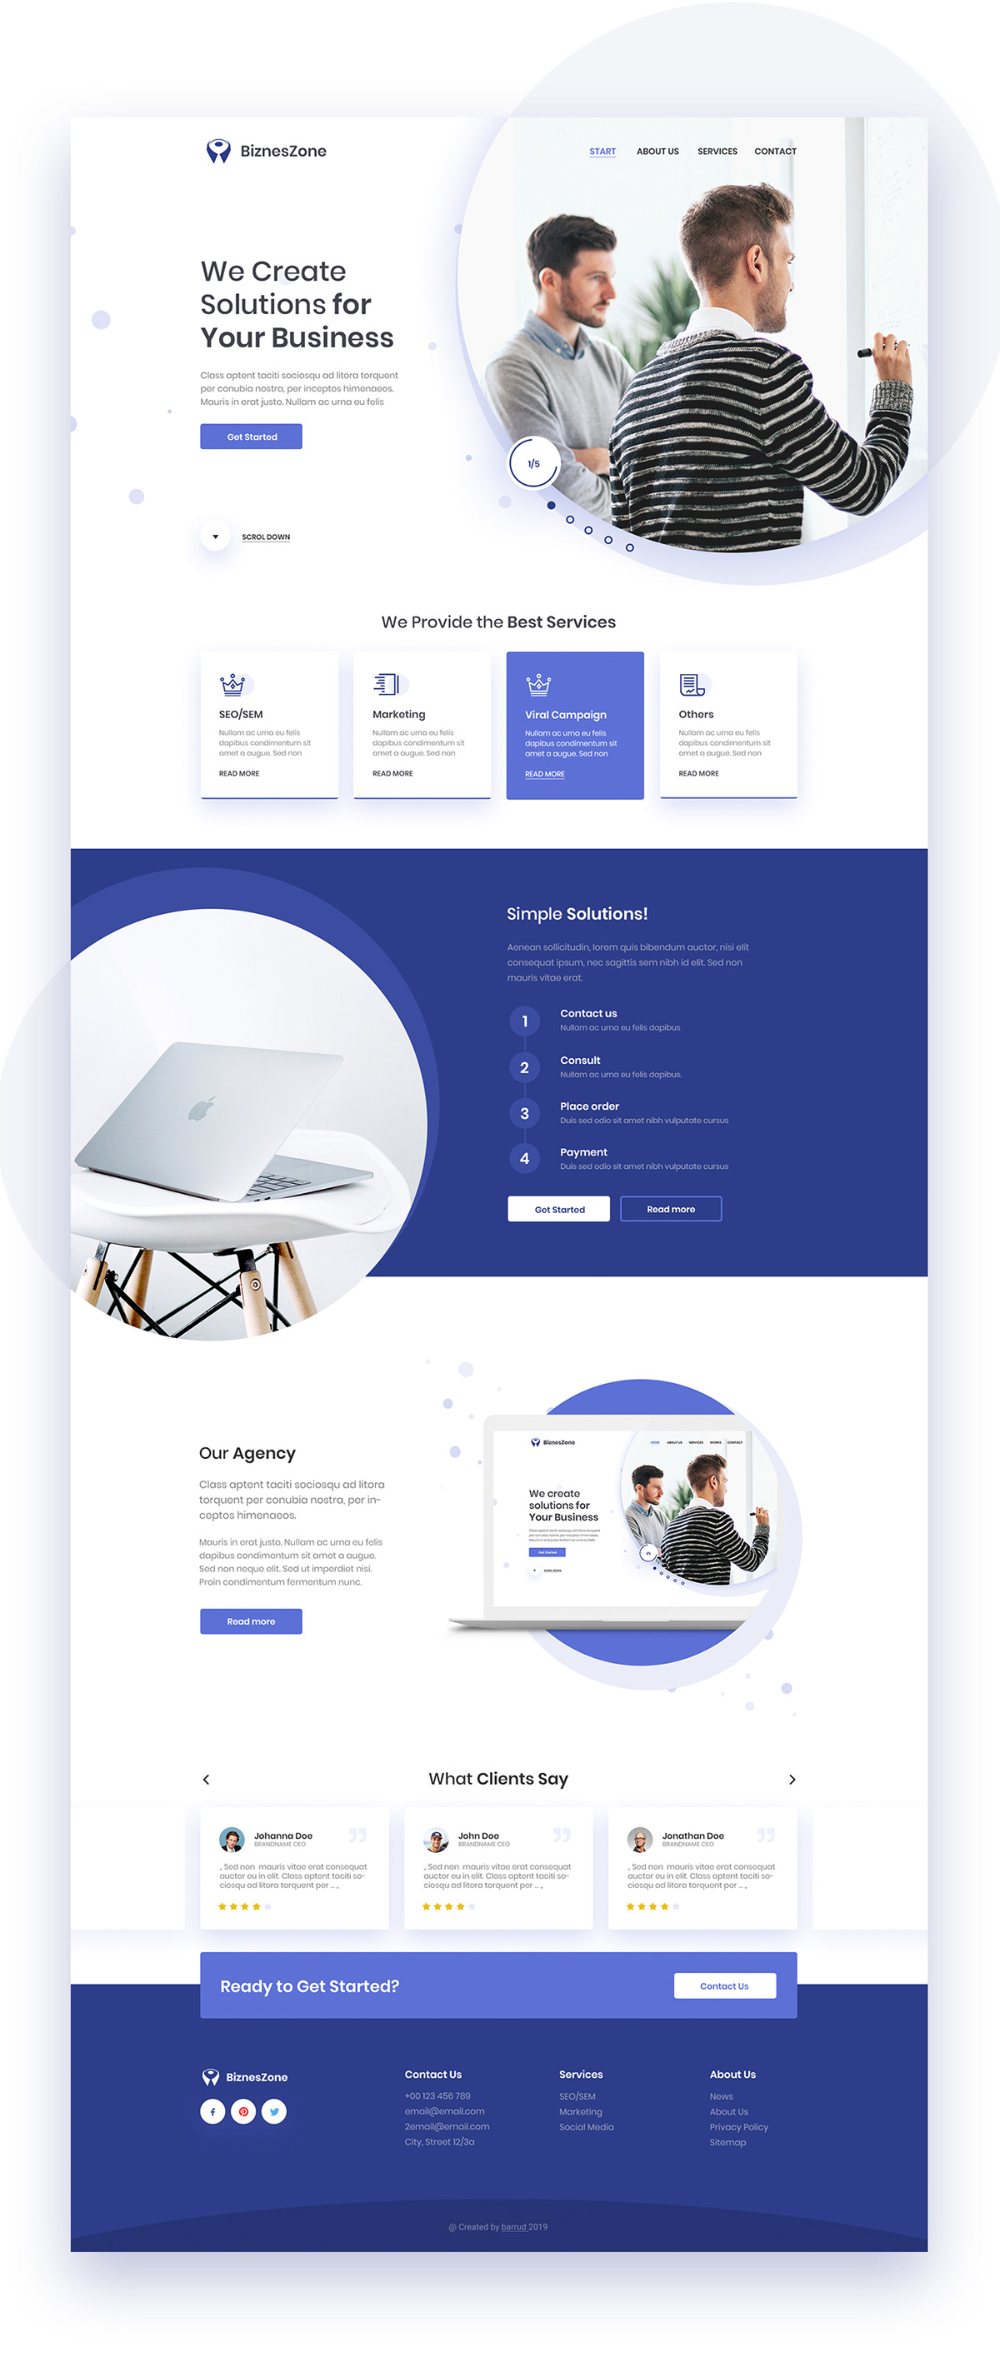 BiznesZone
START ABOUT US SERVICES CONTACT
We Create
Solutions for
Your Business
Class aptent taciti sociosqu ad litora torquent
per conubia nostra, per inceptos himenaeos.
Mauris in erat justo. Nullam ac urna eu felis
Get Started
1/5
SCROL DOWN
We Provide the Best Services
SEO/SEM
Nullam ac urna eu felis
dapibus condimentum sit
amet a augue. Sed non
READ MORE
Marketing
Nullam ac urna eu felis
dapibus condimentum sit
amet a augue. Sed non
READ MORE
Viral Campaign
Nullam ac urna eu felis
dapibus condimentum sit
amet a augue. Sed non
READ MORE
Others
Nullam ac urna eu felis
dapibus condimentum sit
amet a augue. Sed non
READ MORE
Simple Solutions!
Aenean sollicitudin, lorem quis bibendum auctor, nisi elit
consequat ipsum, nec sagittis sem nibh id elit. Sed non
mauris vitae erat.
1
Contact us
Nullam ac urna eu felis dapibus
2
Consult
Nullam ac urna eu felis dapibus.
3
Place order
Duis sed odio sit amet nibh vulputate cursus
4
Payment
Duis sed odio sit amet nibh vulputate cursus
Get Started
Read more
Our Agency
Class aptent taciti sociosqu ad litora
torquent per conubia nostra, per in-
ceptos himenaeos.
Mauris in erat justo. Nullam ac urna eu felis
dapibus condimentum sit amet a augue.
Sed non neque elit. Sed ut imperdiet nisi.
Proin condimentum fermentum nunc.
Read more
BiznesZone
HOME ABOUT US SERVICES WORKS CONTACT
We create
solutions for
Your Business
Get Started
What Clients Say
Johanna Doe
BRANDNAME CEO
„ Sed non mauris vitae erat consequat
auctor eu in elit. Class aptent taciti so-
ciosqu ad litora torquent per ... „
John Doe
BRANDNAME CEO
„ Sed non mauris vitae erat consequat
auctor eu in elit. Class aptent taciti so-
ciosqu ad litora torquent per ... „
Jonathan Doe
BRANDNAME CEO
„ Sed non mauris vitae erat consequat
auctor eu in elit. Class aptent taciti so-
ciosqu ad litora torquent per ... „
Ready to Get Started?
Contact Us
BiznesZone
Contact Us
+00 123 456 789
email@email.com
2email@email.com
City, Street 12/3a
Services
SEO/SEM
Marketing
Social Media
About Us
News
About Us
Privacy Policy
Sitemap
@ Created by barrud 2019